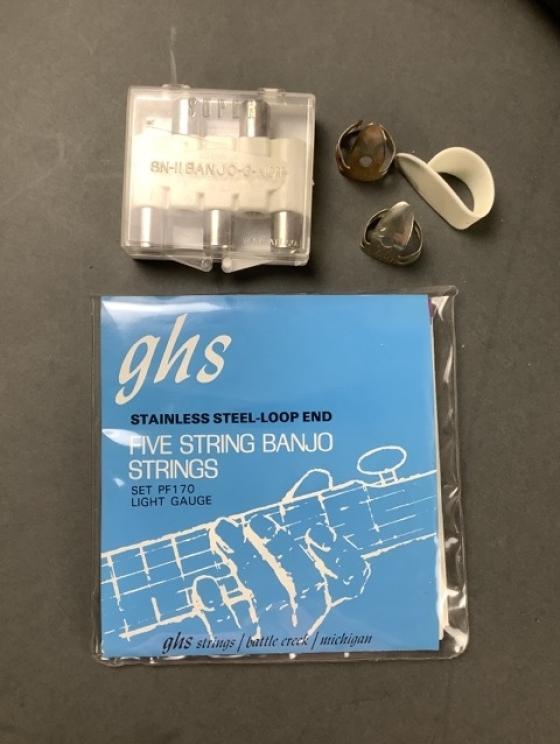 SUPER
SN-II BANJO-G-
ghs
STAINLESS STEEL-LOOP END
FIVE STRING BANJO
STRINGS
SET PF170
LIGHT GAUGE
ghs strings / battle creek / michigan